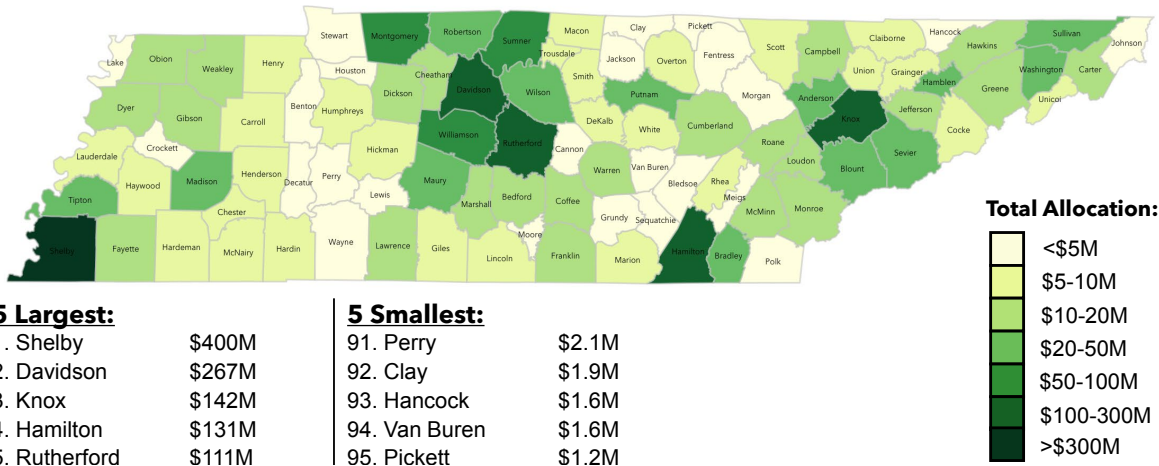 Stewart
Montgomery
Robertson
Sumner
Macon
Clay
Pickett
Trousdale
Jackson
Overton
Fentress
Scott
Campbell
Claiborne
Hancock
Hawkins
Sullivan
Johnson
Lake
Obion
Weakley
Henry
Houston
Cheatham
Davidson
Wilson
Smith
Putnam
Morgan
Anderson
Union
Grainger
Hamblen
Washington
Carter
Unicoi
Greene
Dyer
Gibson
Carroll
Benton
Humphreys
Dickson
Williamson
Rutherford
DeKalb
White
Cumberland
Roane
Knox
Jefferson
Cocke
Lauderdale
Crockett
Haywood
Madison
Henderson
Decatur
Perry
Hickman
Lewis
Maury
Marshall
Bedford
Cannon
Coffee
Warren
Van Buren
Bledsoe
Rhea
Meigs
Loudon
Blount
Sevier
Monroe
McMinn
Tipton
Shelby
Fayette
Hardeman
Chester
McNairy
Hardin
Wayne
Lawrence
Giles
Lincoln
Moore
Franklin
Grundy
Sequatchie
Marion
Hamilton
Bradley
Polk
Total Allocation:
<$5M
$5-10M
$10-20M
$20-50M
$50-100M
$100-300M
>$300M
5 Largest:
. Shelby $400M
2. Davidson $267M
3. Knox $142M
4. Hamilton $131M
5. Rutherford $111M
5 Smallest:
91. Perry $2.1M
92. Clay $1.9M
93. Hancock $1.6M
94. Van Buren $1.6M
95. Pickett $1.2M